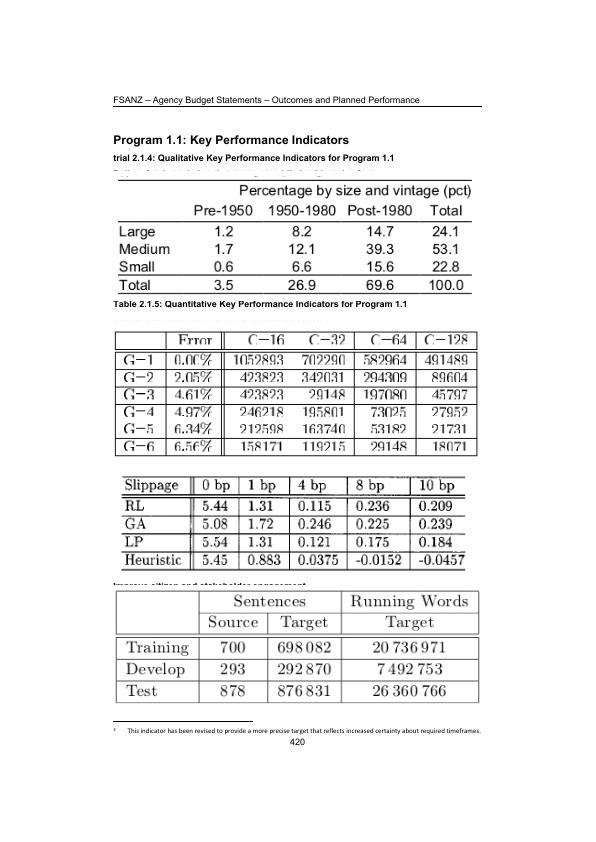 FSANZ – Agency Budget Statements – Outcomes and Planned Performance
Program 1.1: Key Performance Indicators
trial 2.1.4: Qualitative Key Performance Indicators for Program 1.1
Percentage by size and vintage (pct)
Pre-1950 1950-1980 Post-1980 Total
Large 1.2 8.2 14.7 24.1
Medium 1.7 12.1 39.3 53.1
Small 0.6 6.6 15.6 22.8
Total 3.5 26.9 69.6 100.0
Table 2.1.5: Quantitative Key Performance Indicators for Program 1.1
Error C=16 C=32 C=64 C=128
G=1 0.00% 1052893 702290 582964 491489
G=2 2.05% 423823 342031 294309 89604
G=3 4.61% 423823 29148 197080 45797
G=4 4.97% 246218 195801 73025 27952
G=5 6.34% 212598 163740 53182 21731
G=6 6.56% 158171 119215 29148 18071
Slippage 0 bp 1 bp 4 bp 8 bp 10 bp
RL 5.44 1.31 0.115 0.236 0.209
GA 5.08 1.72 0.246 0.225 0.239
LP 5.54 1.31 0.121 0.175 0.184
Heuristic 5.45 0.883 0.0375 -0.0152 -0.0457
Improve citizen and stakeholder engagement
Sentences Running Words
Source Target Target
Training 700 698 082 20 736 971
Develop 293 292 870 7 492 753
Test 878 876 831 26 360 766
This indicator has been revised to provide a more precise target that reflects increased certainty about required timeframes.
420